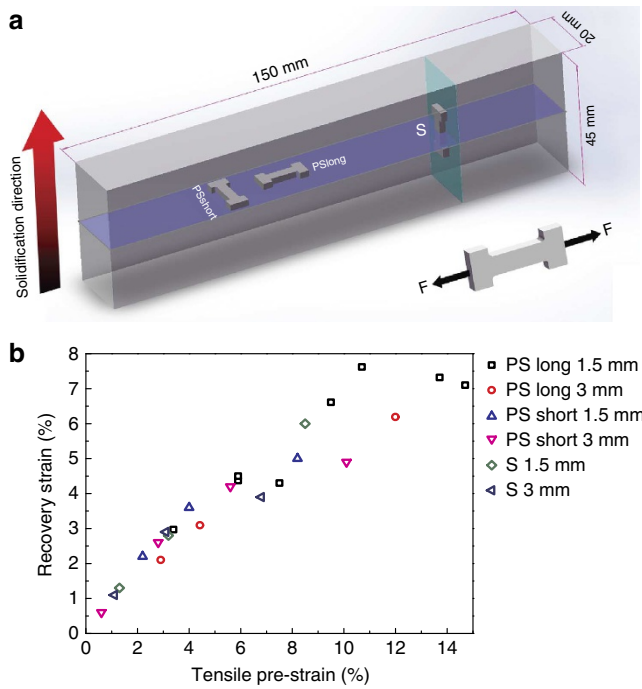 a
150 mm
20 mm
45 mm
Solidification direction
S
PSlong
PSshort
F
F
b
8
7
6
5
4
3
2
1
0
Recovery strain (%)
0 2 4 6 8 10 12 14
Tensile pre-strain (%)
PS long 1.5 mm
PS long 3 mm
PS short 1.5 mm
PS short 3 mm
S 1.5 mm
S 3 mm